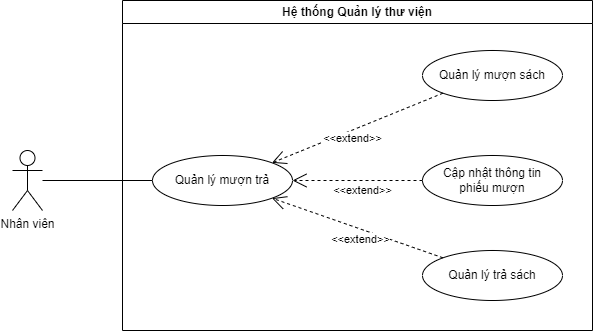 Hệ thống Quản lý thư viện
Quản lý mượn sách
<<extend>>
Quản lý mượn trả
Cập nhật thông tin
phiếu mượn
<<extend>>
Nhân viên
<<extend>>
Quản lý trả sách